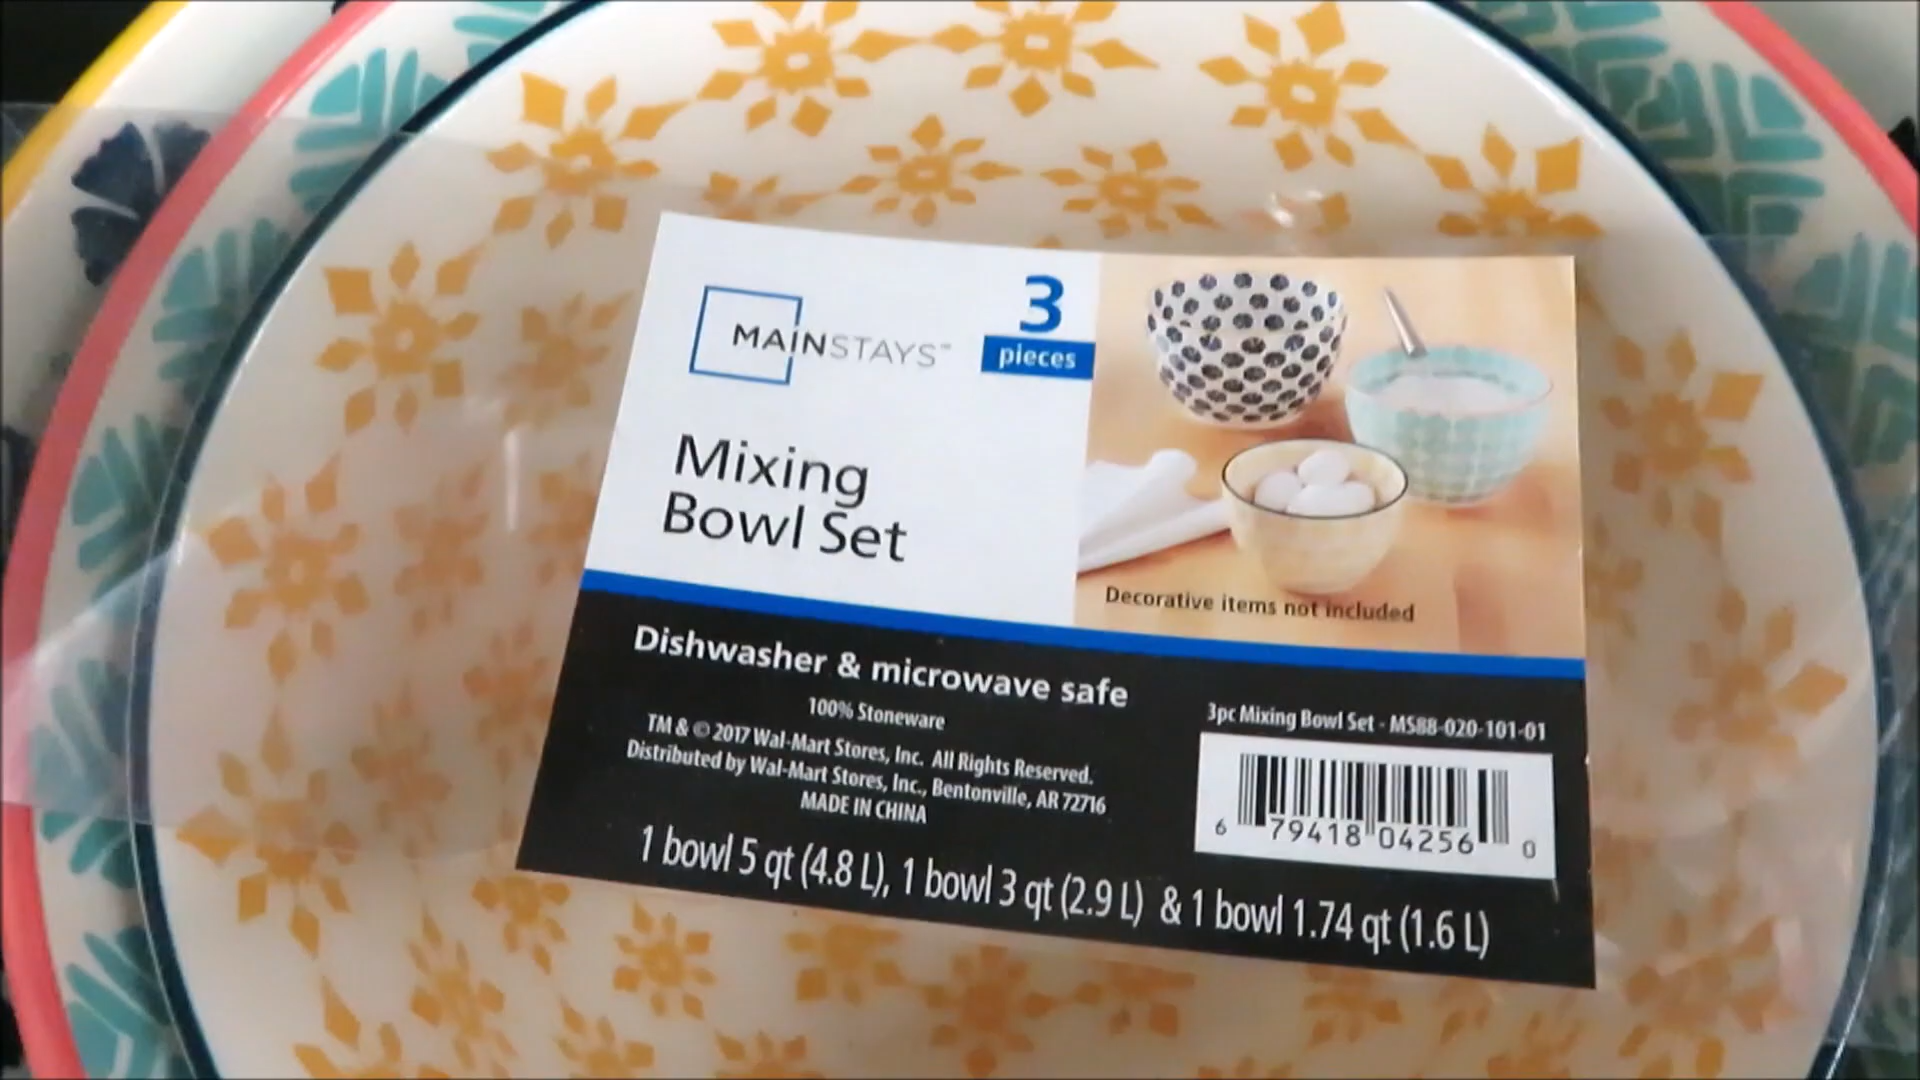 MAINSTAYS™
3
pieces
Mixing
Bowl Set
Decorative items not included
Dishwasher & microwave safe
100% Stoneware
TM & © 2017 Wal-Mart Stores, Inc. All Rights Reserved.
Distributed by Wal-Mart Stores, Inc., Bentonville, AR 72716
MADE IN CHINA
3pc Mixing Bowl Set - MS88-020-101-01
6 79418 04256 0
1 bowl 5 qt (4.8 L), 1 bowl 3 qt (2.9 L) & 1 bowl 1.74 qt (1.6 L)